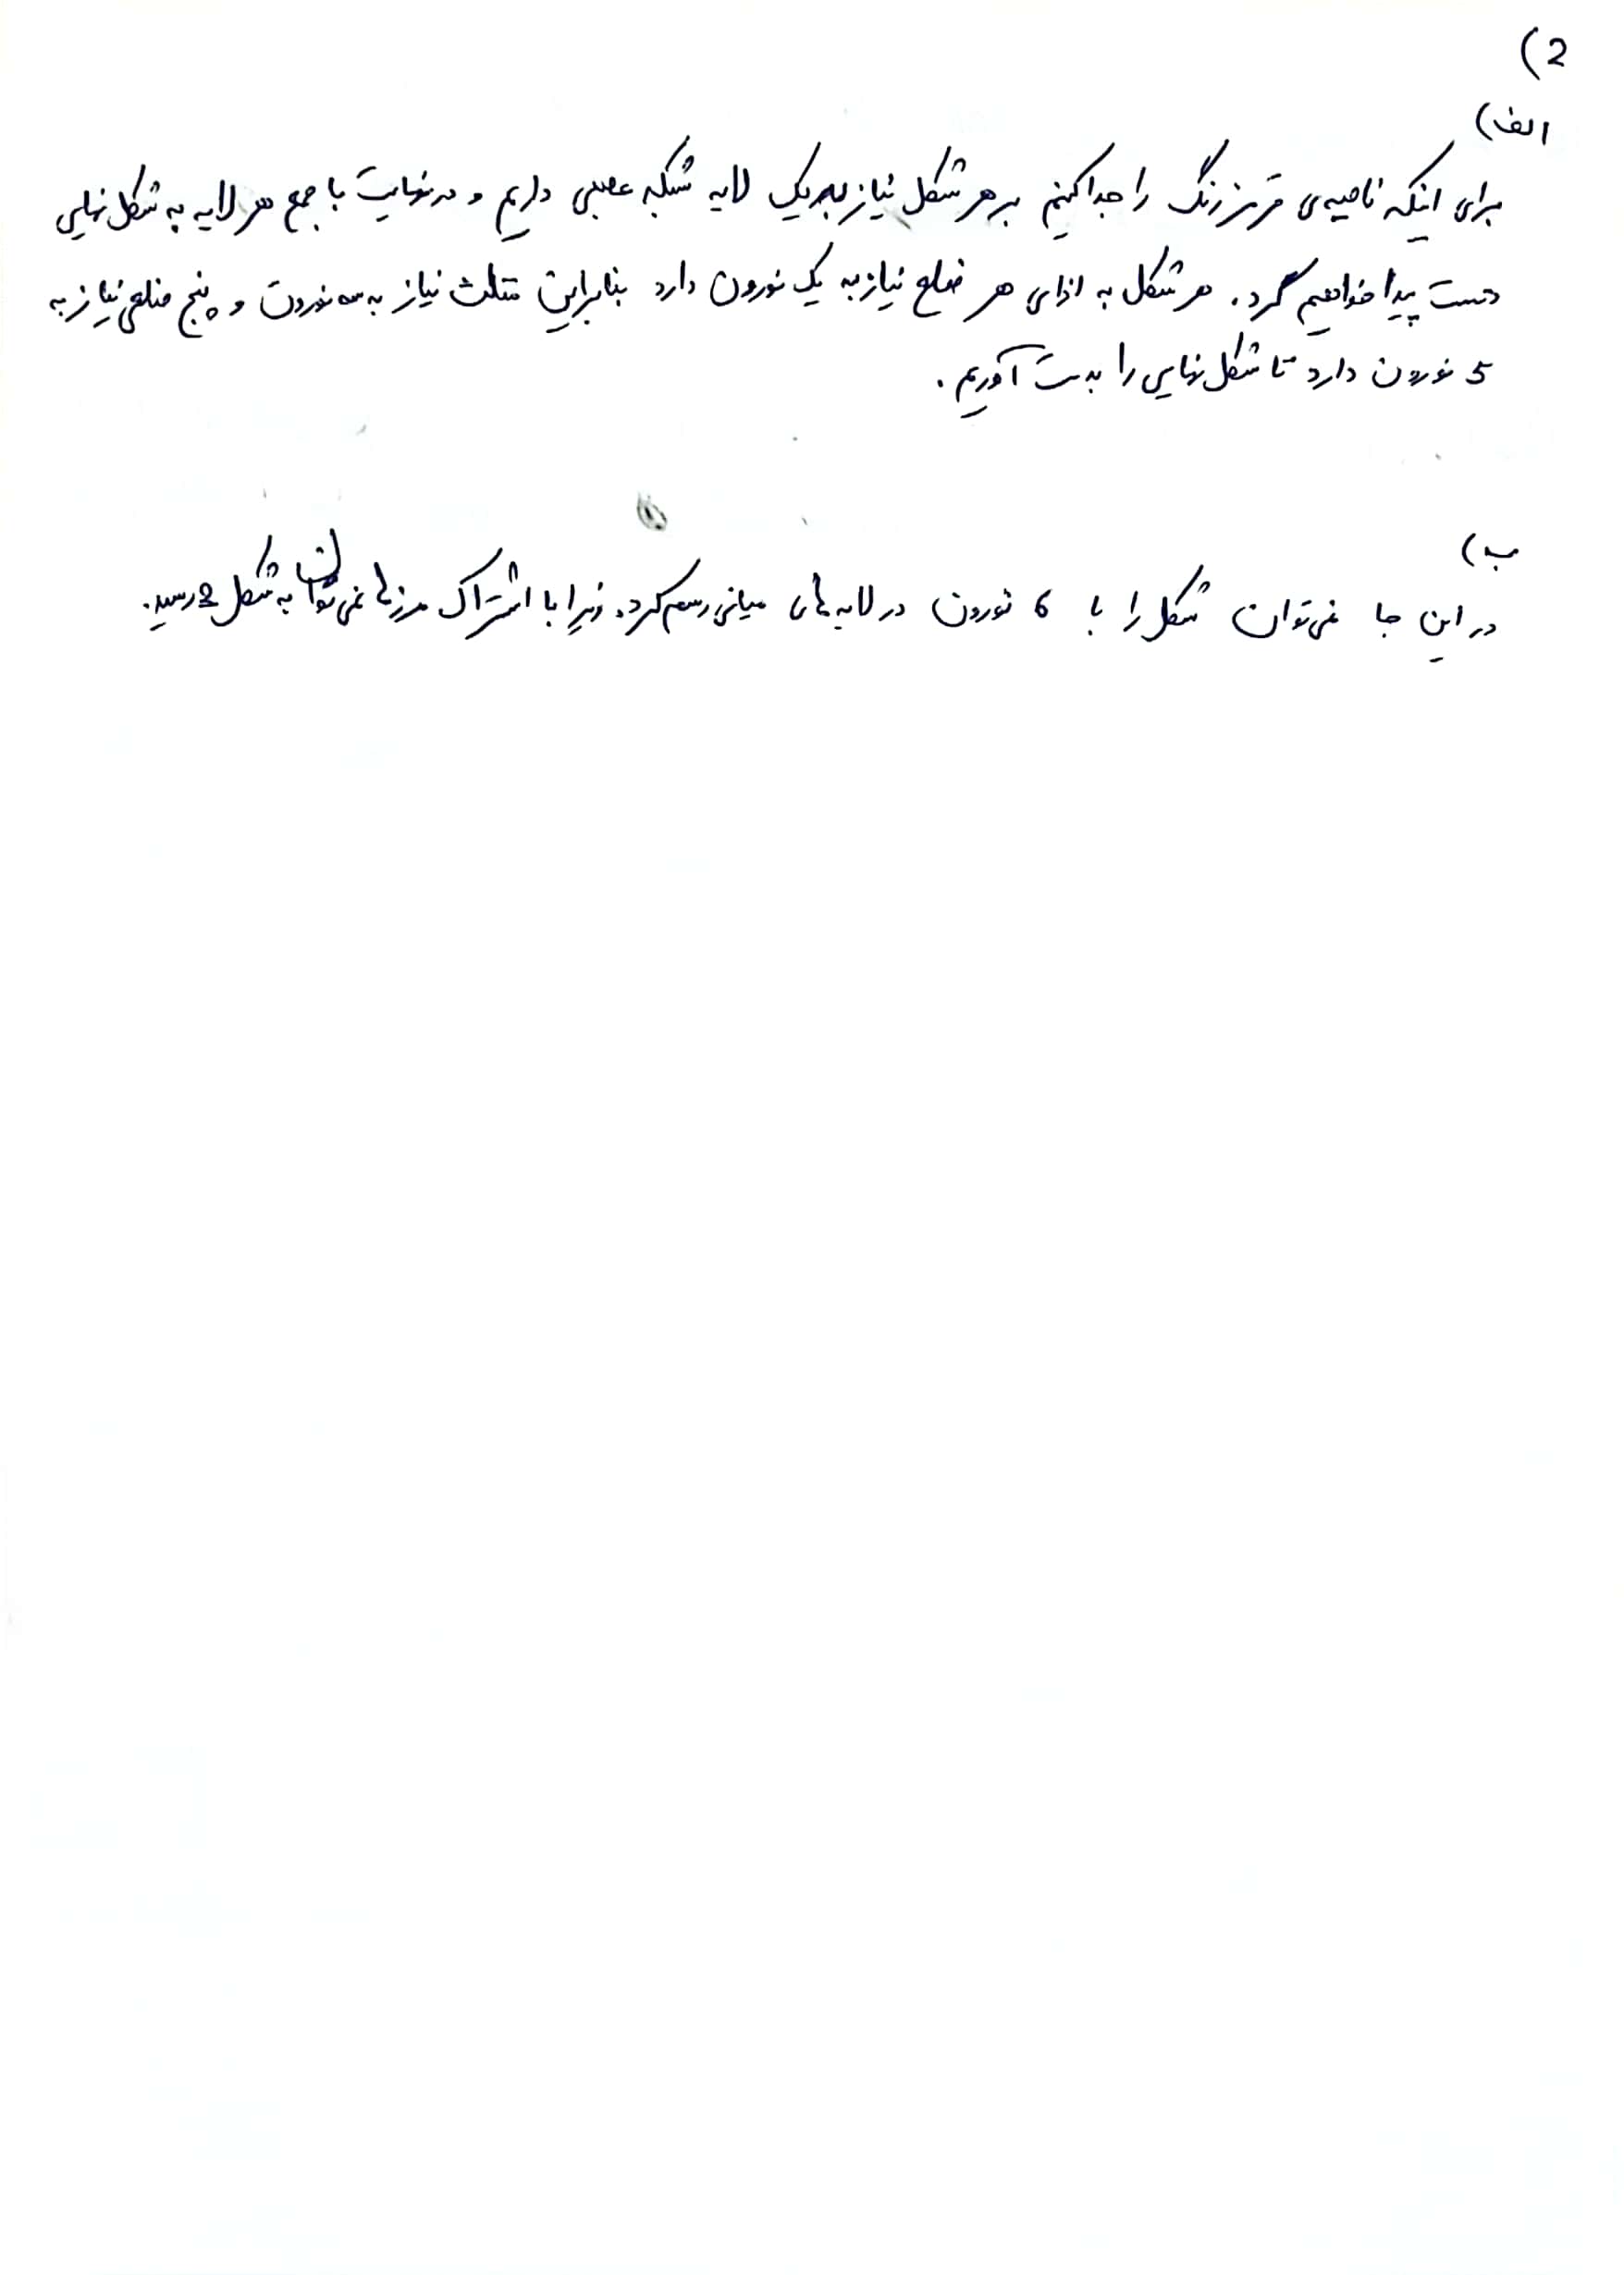 2)
الف)
برای اینکه ناحیه‌ی قرمز رنگ را جدا کنیم بر هر شکل نیاز به یک لایه شبکه عصبی داریم و در نهایت با جمع هر لایه به شکل نهایی
دست پیدا خواهیم کرد. هر شکل به ازای هر ضلع نیاز به یک نورون دارد بنابراین مثلث نیاز به سه نورون و پنج ضلعی نیاز به
5 نورون دارد تا شکل نهایی را بدست آوریم.
ب)
در این جا نمی‌توان شکل را با 6 نورون در لایه‌های میانی رسم کرد. زیرا با اشتراک مرزها نمی‌توان به شکل 2 رسید.